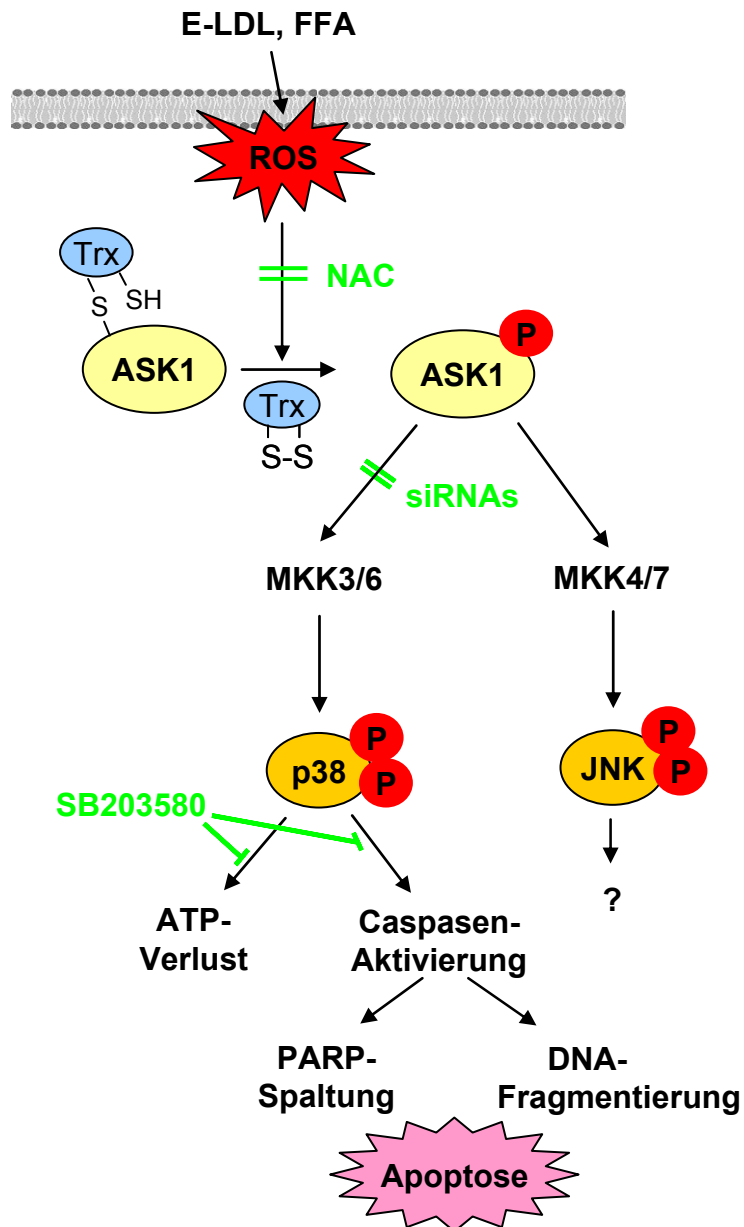 E-LDL, FFA
ROS
NAC
Trx
S
SH
ASK1
Trx
S-S
ASK1
P
siRNAs
MKK3/6
MKK4/7
p38
P
P
JNK
P
P
SB203580
?
ATP-
Verlust
Caspasen-
Aktivierung
PARP-
Spaltung
DNA-
Fragmentierung
Apoptose